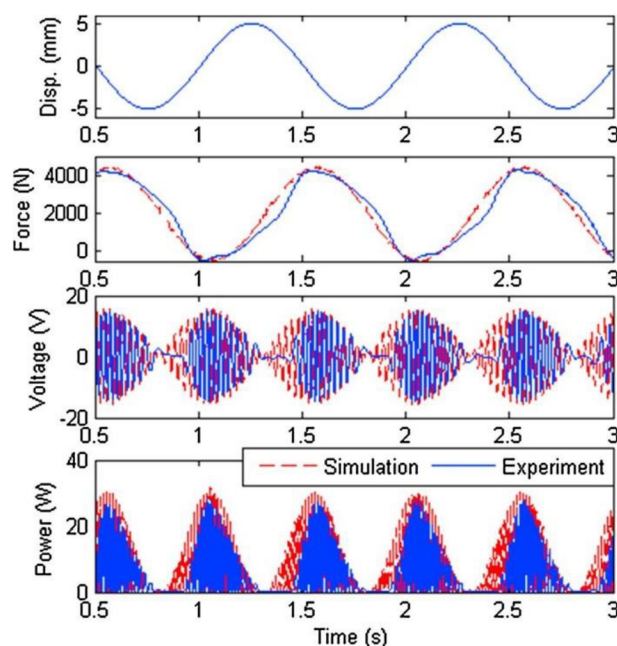 Disp. (mm)
5
0
-5
0.5 1 1.5 2 2.5 3
Force (N)
4000
2000
0
0.5 1 1.5 2 2.5 3
Voltage (V)
20
0
-20
0.5 1 1.5 2 2.5 3
Simulation Experiment
Power (W)
40
20
0
0.5 1 1.5 2 2.5 3
Time (s)